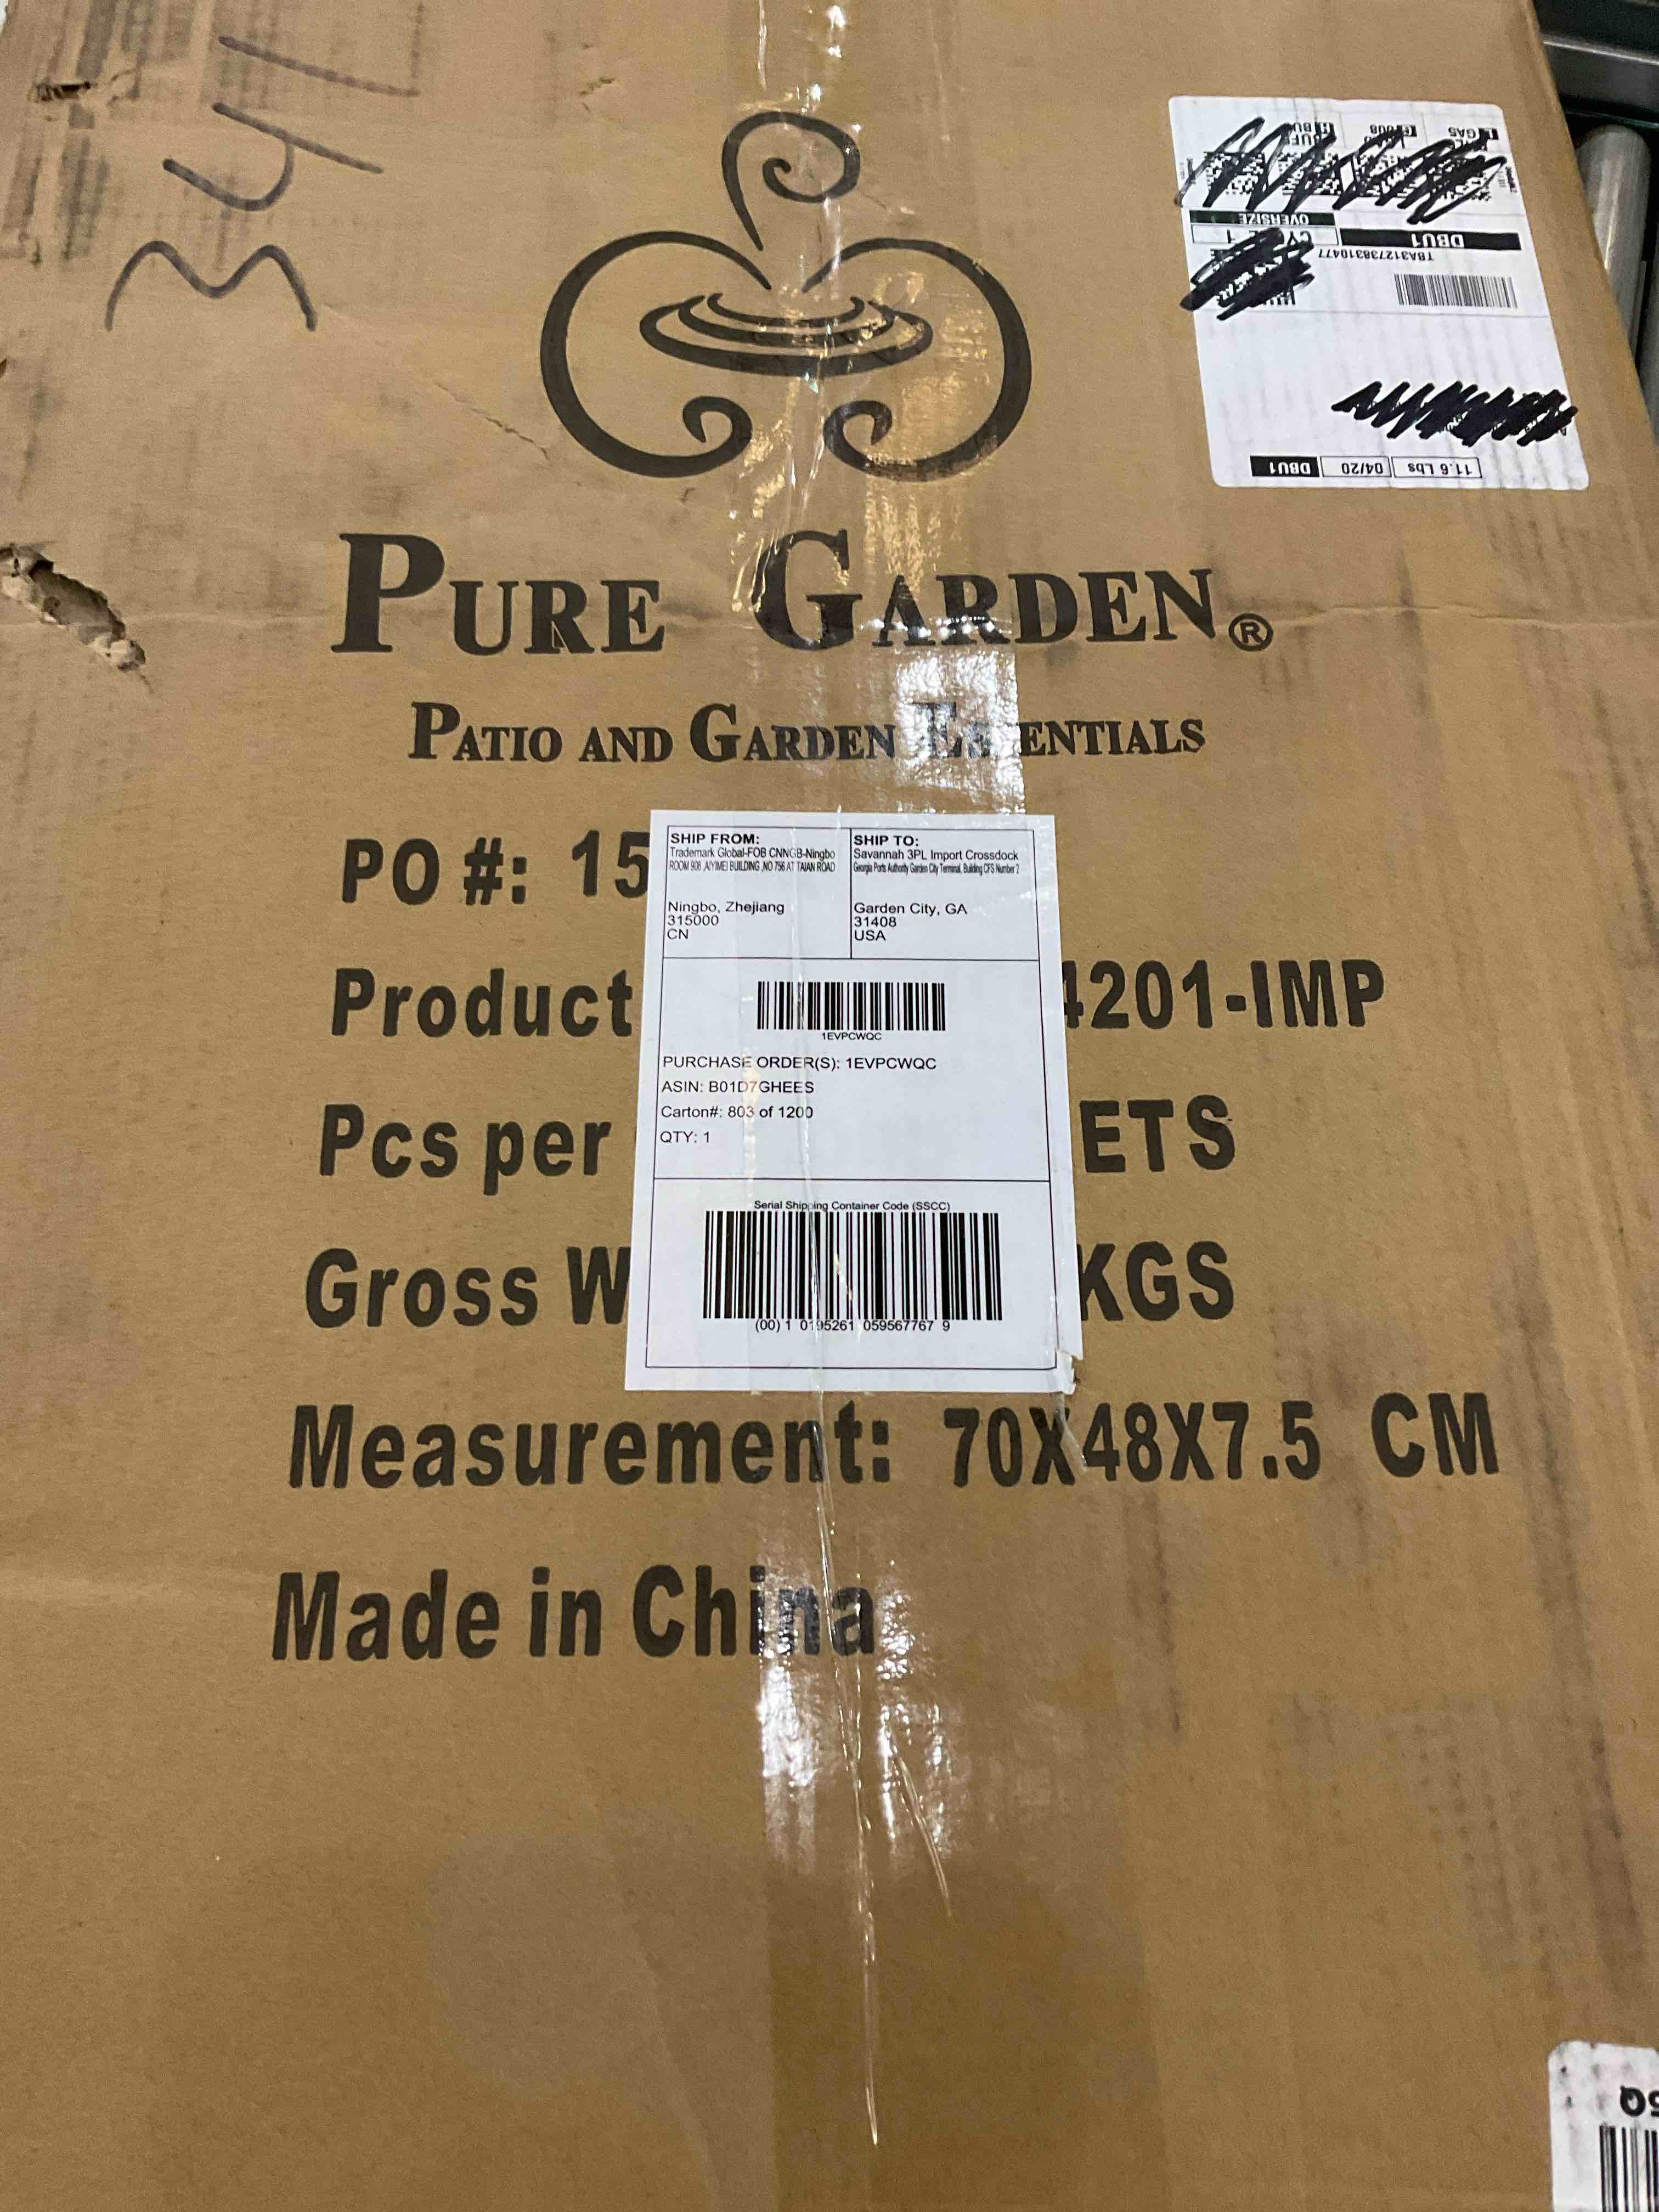 341
OVERSIZE
DBU1
CYCLE 1
TBA312738310477
11.6 Lbs
04/20
DBU1
PURE GARDEN®
PATIO AND GARDEN ESSENTIALS
PO #: 15
SHIP FROM:
Trademark Global-FOB CNNGB-Ningbo
ROOM 908 AIYIMEI BUILDING ,NO 756 AT TAIAN ROAD
Ningbo, Zhejiang
315000
CN
SHIP TO:
Savannah 3PL Import Crossdock
Georgia Ports Authority Garden City Terminal, Building CFS Number 2
Garden City, GA
31408
USA
Product 4201-IMP
1EVPCWQC
PURCHASE ORDER(S): 1EVPCWQC
ASIN: B01D7GHEES
Carton#: 803 of 1200
QTY: 1
Pcs per ETS
Serial Shipping Container Code (SSCC)
(00) 1 0195261 059567767 9
Gross W KGS
Measurement: 70X48X7.5 CM
Made in China